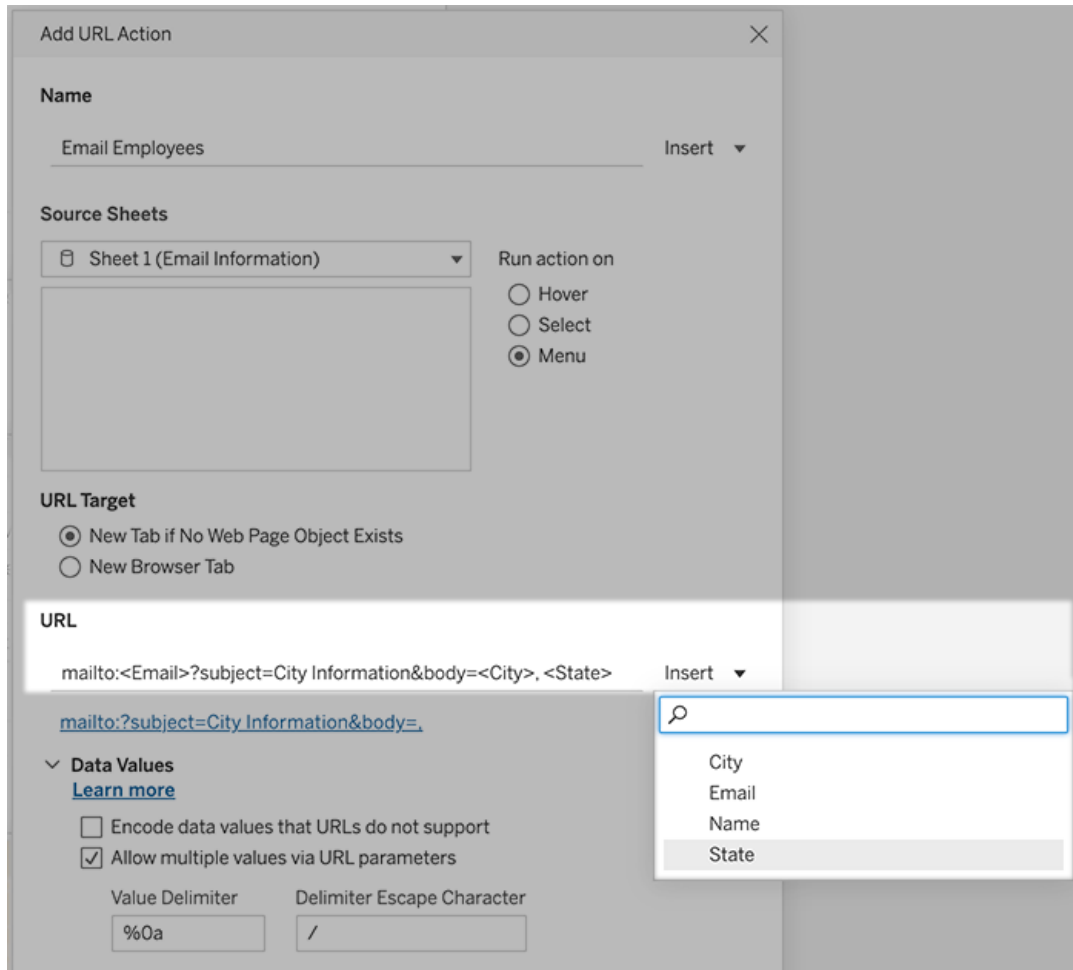 Add URL Action
Name
Email Employees
Insert
Source Sheets
Sheet 1 (Email Information)
Run action on
Hover
Select
Menu
URL Target
New Tab if No Web Page Object Exists
New Browser Tab
URL
mailto:<Email>?subject=City Information&body=<City>, <State>
Insert
mailto:?subject=City Information&body=,
City
Email
Name
State
Data Values
Learn more
Encode data values that URLs do not support
Allow multiple values via URL parameters
Value Delimiter
Delimiter Escape Character
%0a
/